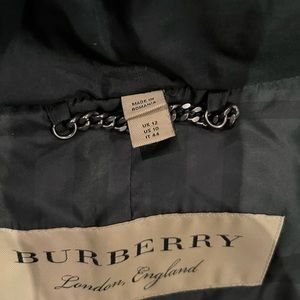 MADE IN
ROMANIA
UK 12
US 10
IT 44
BURBERRY
London, England